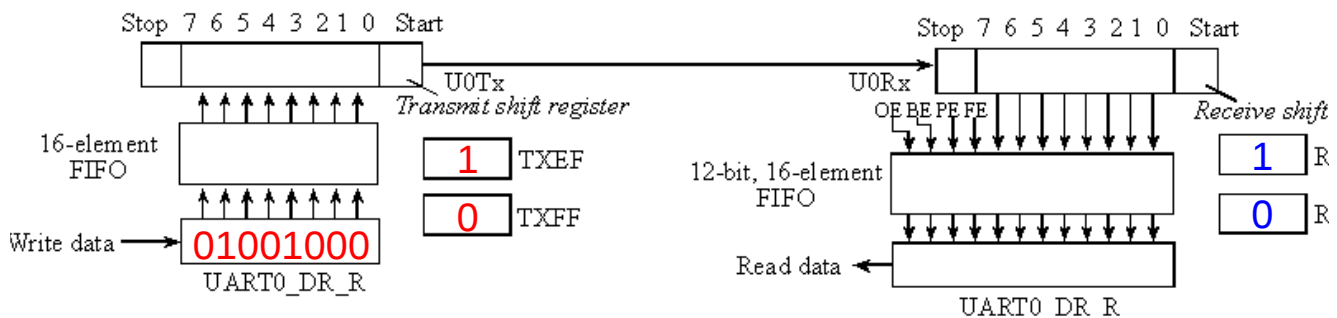 Stop 7 6 5 4 3 2 1 0 Start
U0Tx
Transmit shift register
16-element
FIFO
1 TXEF
0 TXFF
Write data
01001000
UART0_DR_R
Stop 7 6 5 4 3 2 1 0 Start
U0Rx
OE BE PE FE
Receive shift
12-bit, 16-element
FIFO
1 R
0 R
Read data
UART0 DR R